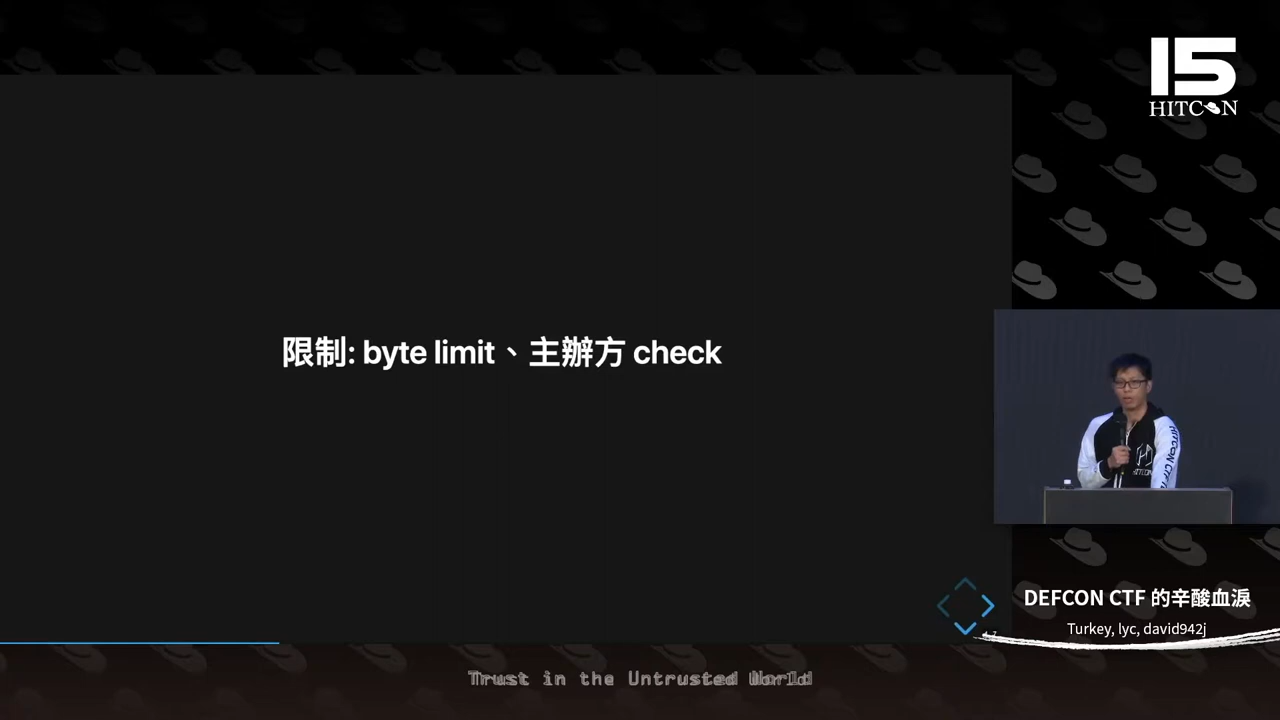 15
HITCON
限制: byte limit、主辦方 check
DEFCON CTF 的辛酸血淚
Turkey, lyc, david942j
Trust in the Untrusted World